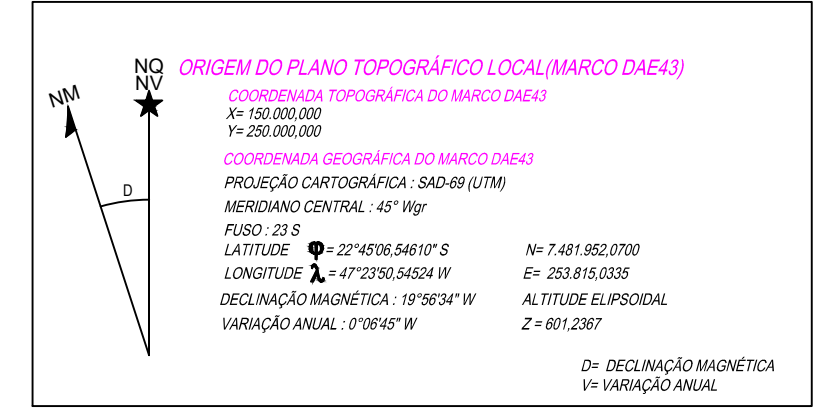 NM
NQ
NV
D
ORIGEM DO PLANO TOPOGRÁFICO LOCAL(MARCO DAE43)
COORDENADA TOPOGRÁFICA DO MARCO DAE43
X= 150.000,000
Y= 250.000,000
COORDENADA GEOGRÁFICA DO MARCO DAE43
PROJEÇÃO CARTOGRÁFICA : SAD-69 (UTM)
MERIDIANO CENTRAL : 45° Wgr
FUSO : 23 S
LATITUDE φ = 22°45'06,54610" S N= 7.481.952,0700
LONGITUDE λ = 47°23'50,54524 W E= 253.815,0335
DECLINAÇÃO MAGNÉTICA : 19°56'34" W ALTITUDE ELIPSOIDAL
VARIAÇÃO ANUAL : 0°06'45" W Z = 601,2367
D= DECLINAÇÃO MAGNÉTICA
V= VARIAÇÃO ANUAL